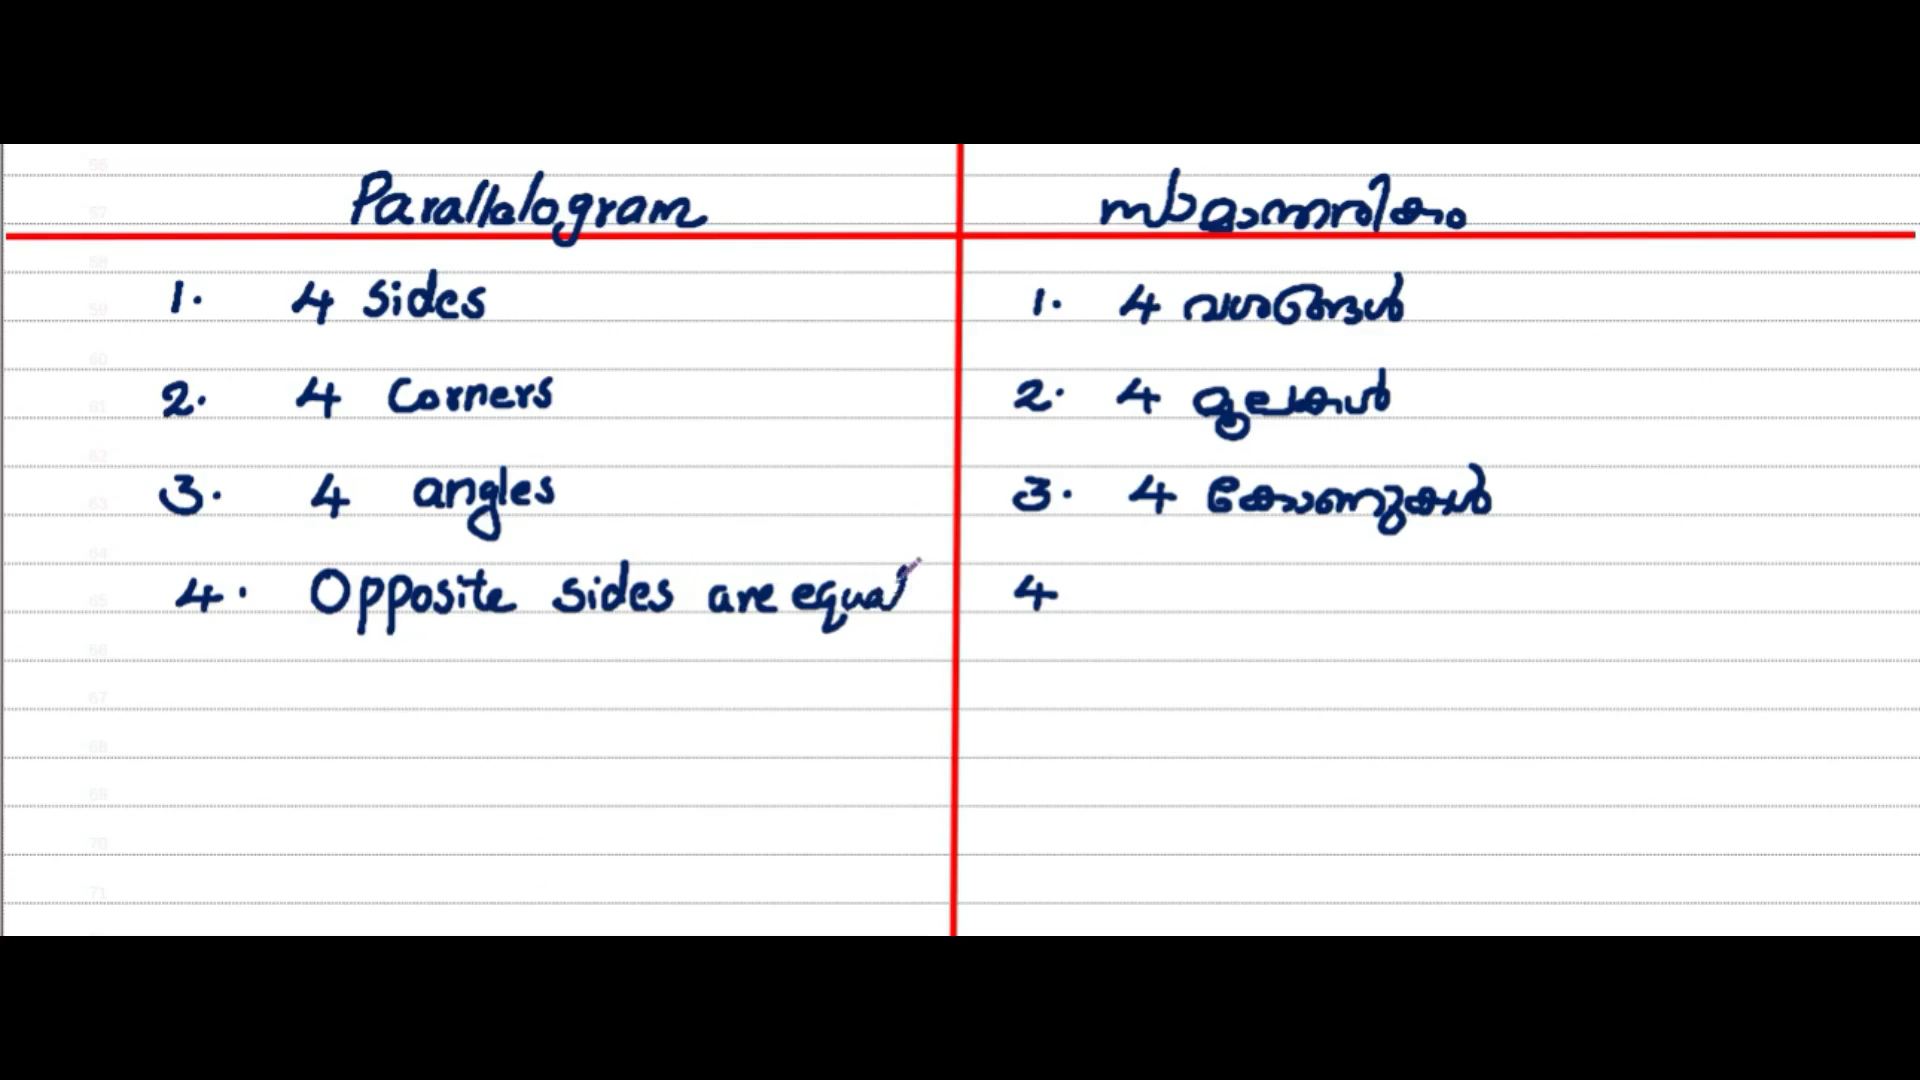 Parallelogram സാമാന്തരികം
1. 4 sides 1. 4 വശങ്ങൾ
2. 4 Corners 2. 4 മൂലകൾ
3. 4 angles 3. 4 കോണുകൾ
4. Opposite sides are equal 4